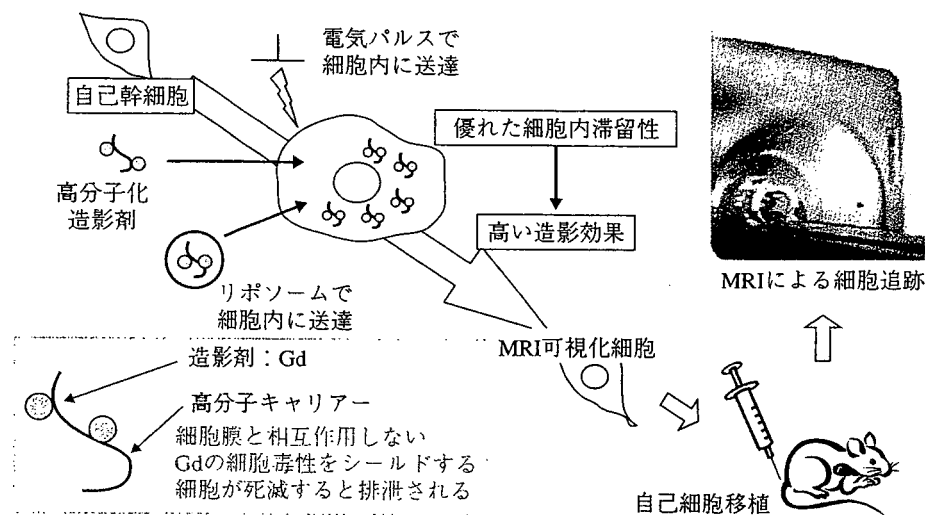 電気パルスで
細胞内に送達
自己幹細胞
優れた細胞内滞留性
高分子化
造影剤
高い造影効果
リポソームで
細胞内に送達
MRIによる細胞追跡
造影剤：Gd
MRI可視化細胞
高分子キャリアー
細胞膜と相互作用しない
Gdの細胞毒性をシールドする
細胞が死滅すると排泄される
自己細胞移植